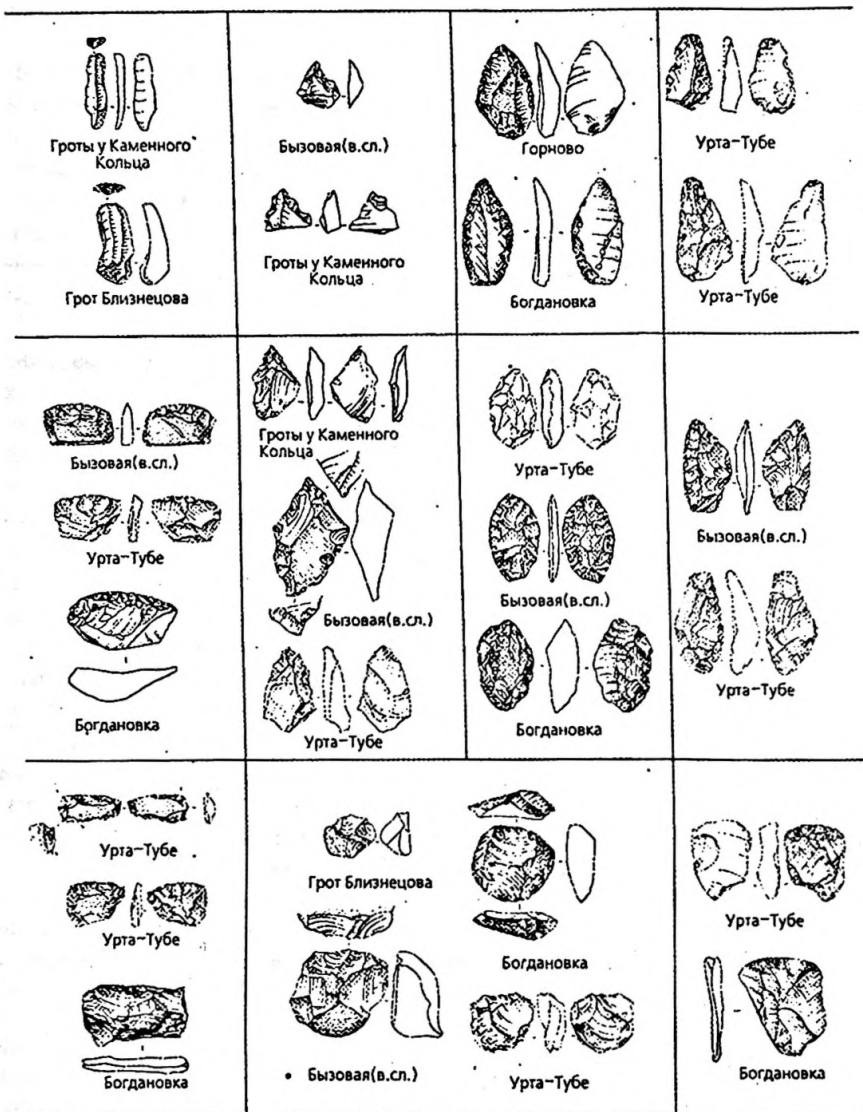 Гроты у Каменного
Кольца
Грот Близнецова
Бызовая(в.сл.)
Гроты у Каменного
Кольца
Горново
Богдановка
Урта-Тубе
Урта-Тубе
Бызовая(в.сл.)
Урта-Тубе
Богдановка
Гроты у Каменного
Кольца
Бызовая(в.сл.)
Урта-Тубе
Урта-Тубе
Бызовая(в.сл.)
Богдановка
Бызовая(в.сл.)
Урта-Тубе
Урта-Тубе
Урта-Тубе
Богдановка
Грот Близнецова
Бызовая(в.сл.)
Богдановка
Урта-Тубе
Урта-Тубе
Богдановка